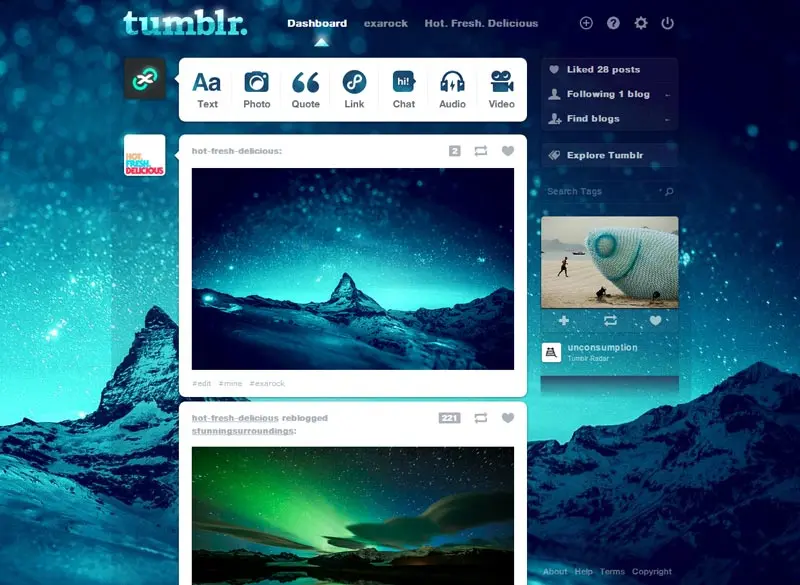 tumblr.
Dashboard exarock Hot. Fresh. Delicious
Aa
Text Photo Quote Link Chat Audio Video
hi!
Liked 28 posts
Following 1 blog
Find blogs
Explore Tumblr
Search Tags
HOT.
FRESH.
DELICIOUS
hot-fresh-delicious: 2
#edit #mine #exarock
unconsumption
Tumblr Radar
hot-fresh-delicious reblogged 221
stunningsurroundings:
About Help Terms Copyright